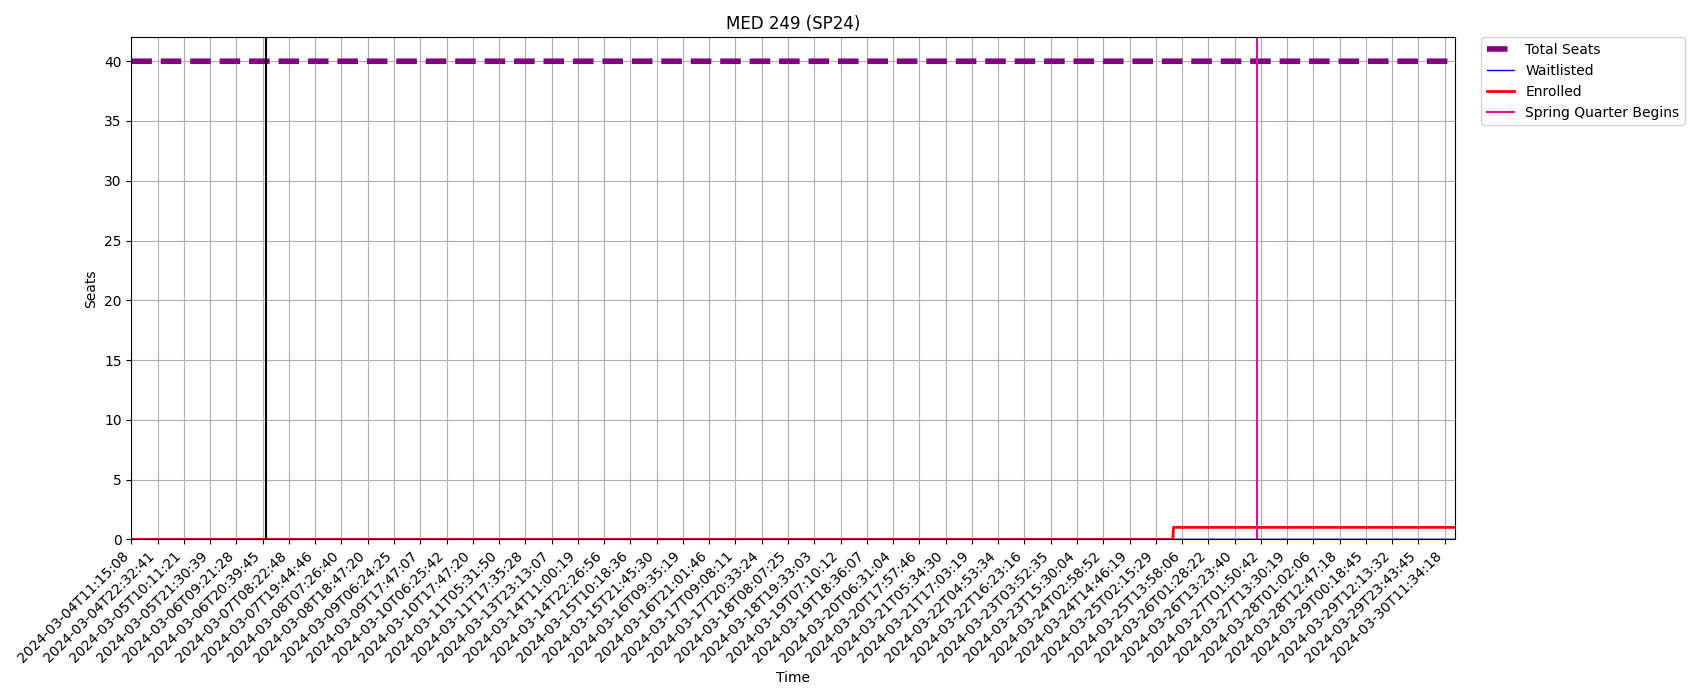 MED 249 (SP24)
Total Seats
Waitlisted
Enrolled
Spring Quarter Begins
Seats
40
35
30
25
20
15
10
5
0
2024-03-04T11:15:08
2024-03-04T22:32:41
2024-03-05T10:11:21
2024-03-05T21:30:39
2024-03-06T09:21:28
2024-03-06T20:39:45
2024-03-07T08:22:48
2024-03-07T19:44:46
2024-03-08T07:26:40
2024-03-08T18:47:20
2024-03-09T06:24:25
2024-03-09T17:47:07
2024-03-10T06:25:42
2024-03-10T17:47:20
2024-03-11T05:31:50
2024-03-11T17:35:28
2024-03-13T23:13:07
2024-03-14T11:00:19
2024-03-14T22:26:56
2024-03-15T10:18:36
2024-03-15T21:45:30
2024-03-16T09:35:19
2024-03-16T21:01:46
2024-03-17T09:08:11
2024-03-17T20:33:24
2024-03-18T08:07:25
2024-03-18T19:33:03
2024-03-19T07:10:12
2024-03-19T18:36:07
2024-03-20T06:31:04
2024-03-20T17:57:46
2024-03-21T05:34:30
2024-03-21T17:03:19
2024-03-22T04:53:34
2024-03-22T16:23:16
2024-03-23T03:52:35
2024-03-23T15:30:04
2024-03-24T02:58:52
2024-03-24T14:46:19
2024-03-25T02:15:29
2024-03-25T13:58:06
2024-03-26T01:28:22
2024-03-26T13:23:40
2024-03-27T01:50:42
2024-03-27T13:30:19
2024-03-28T01:02:06
2024-03-28T12:47:18
2024-03-29T00:18:45
2024-03-29T12:13:32
2024-03-29T23:43:45
2024-03-30T11:34:18
Time